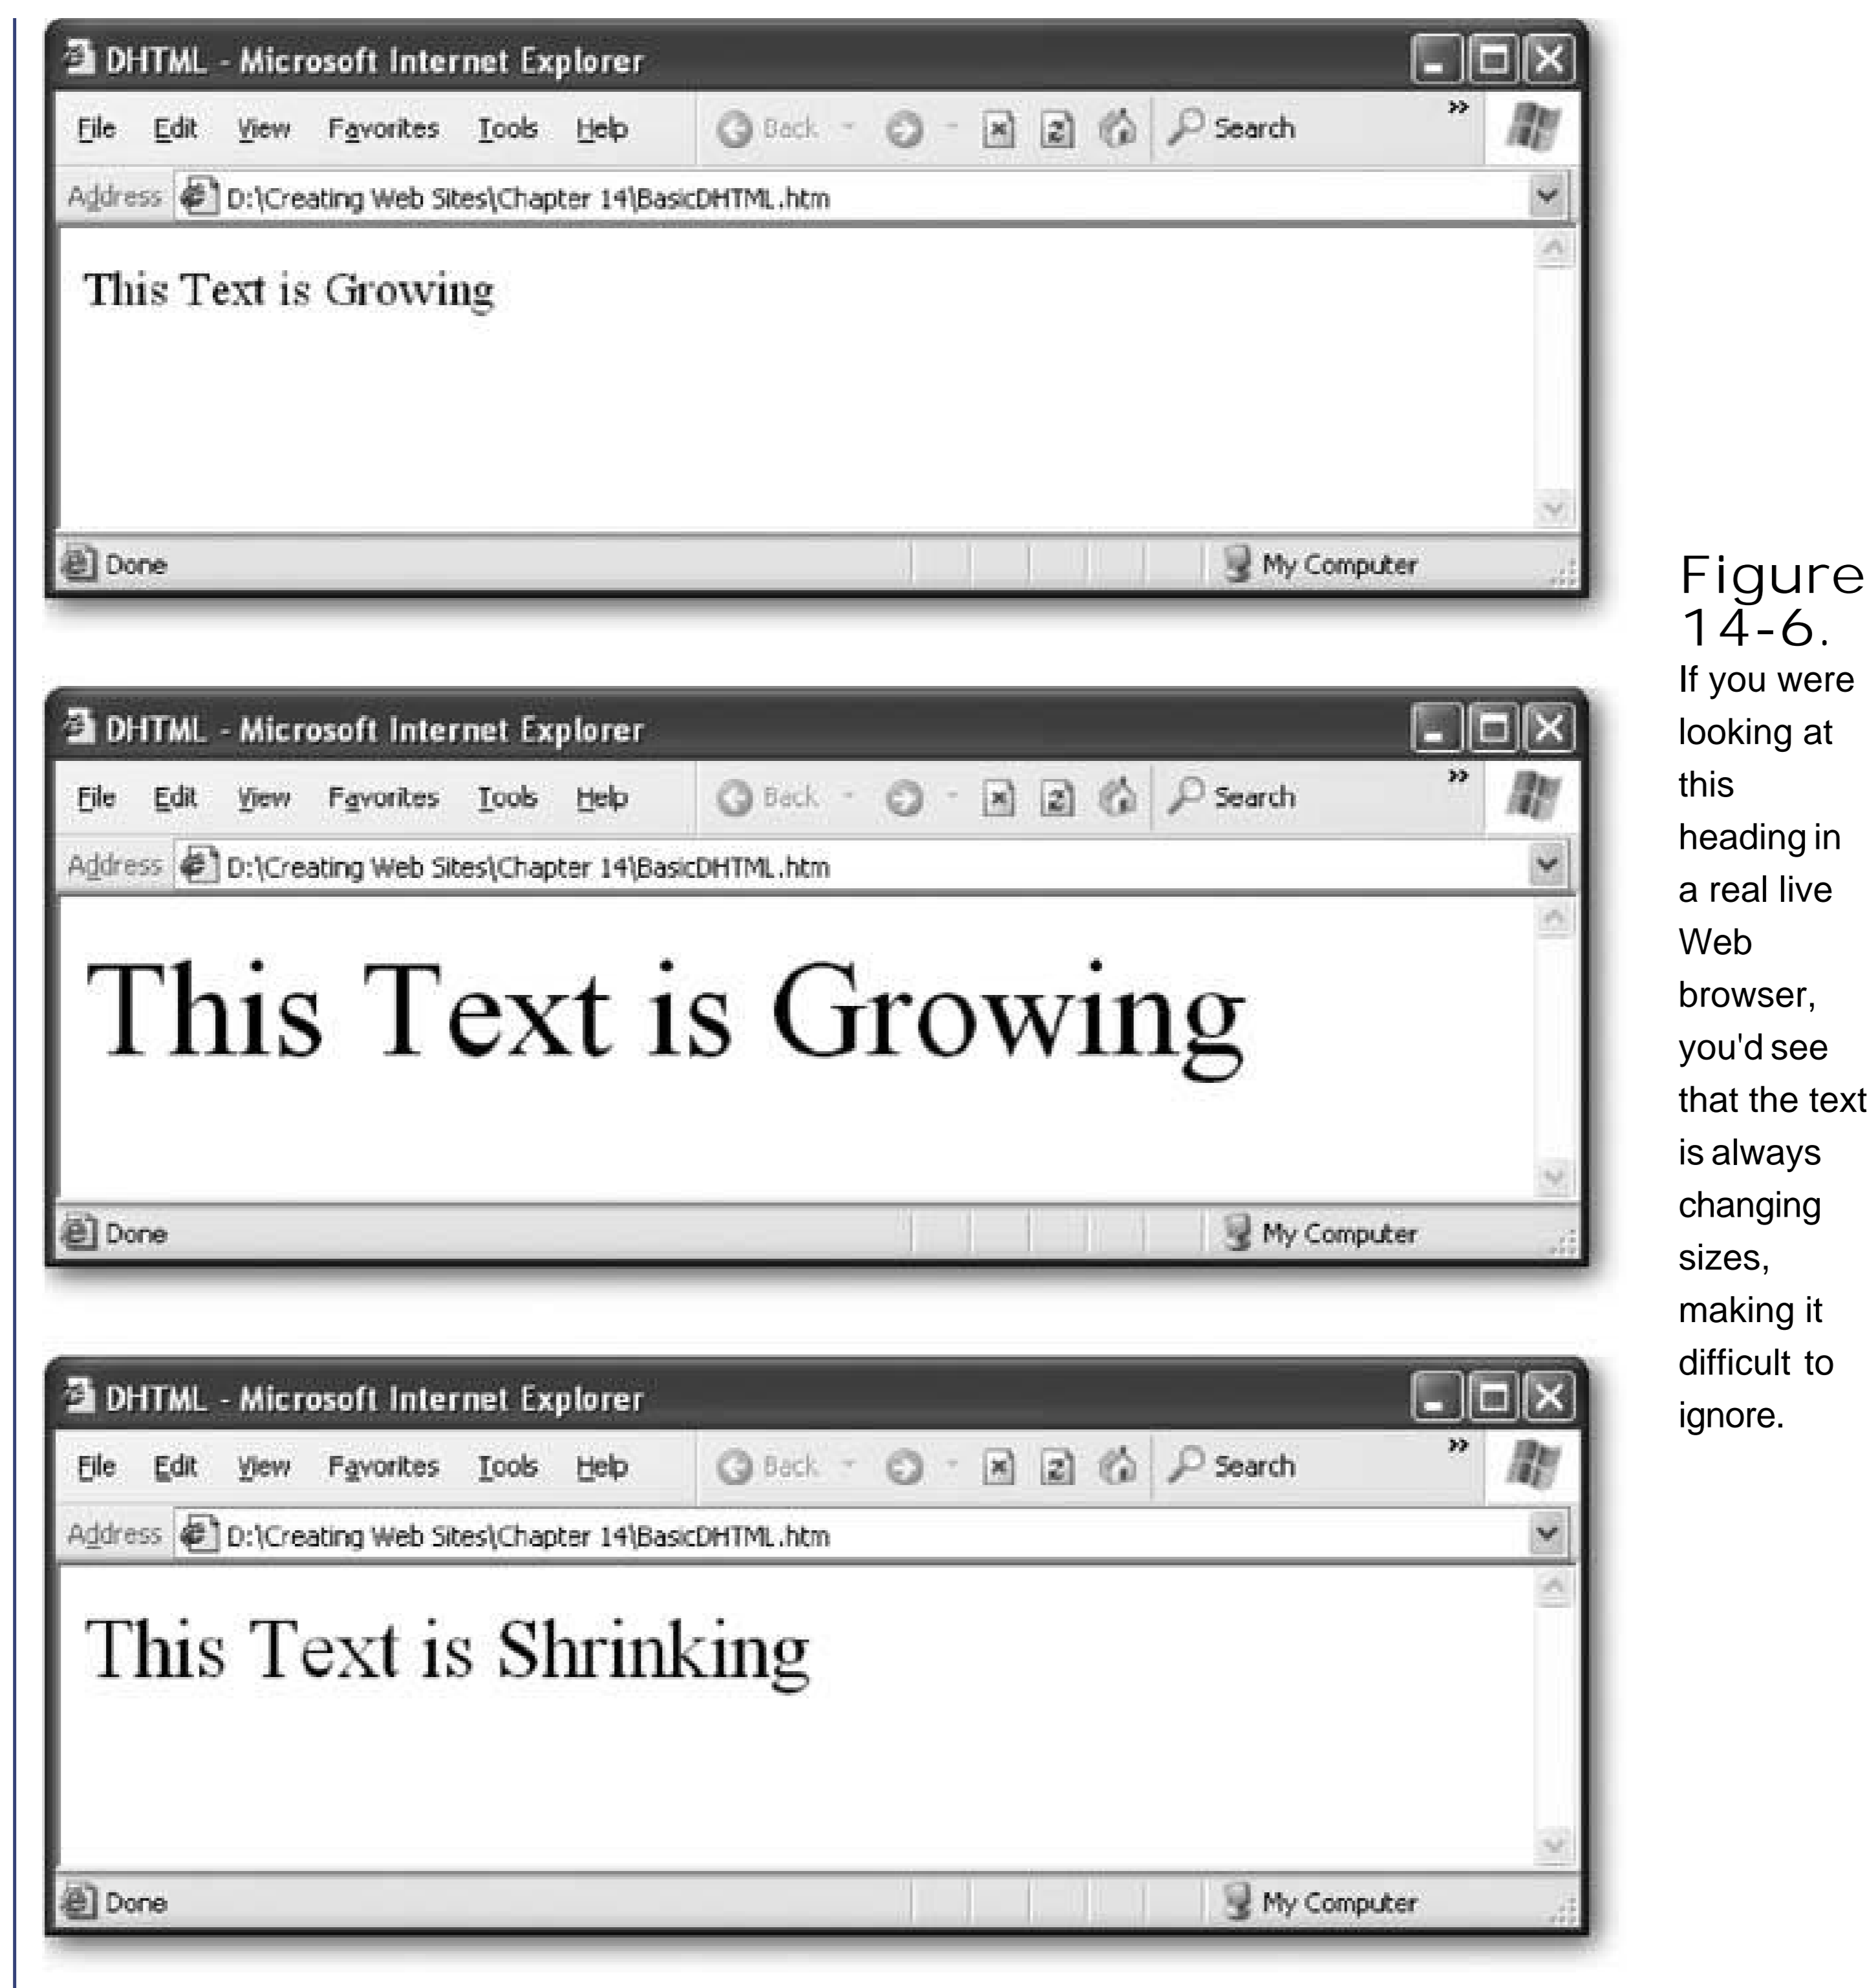 DHTML - Microsoft Internet Explorer
File Edit View Favorites Tools Help Back Search »
Address D:\Creating Web Sites\Chapter 14\BasicDHTML.htm
This Text is Growing
Done My Computer
DHTML - Microsoft Internet Explorer
File Edit View Favorites Tools Help Back Search »
Address D:\Creating Web Sites\Chapter 14\BasicDHTML.htm
This Text is Growing
Done My Computer
DHTML - Microsoft Internet Explorer
File Edit View Favorites Tools Help Back Search »
Address D:\Creating Web Sites\Chapter 14\BasicDHTML.htm
This Text is Shrinking
Done My Computer
Figure
14-6.
If you were
looking at
this
heading in
a real live
Web
browser,
you'd see
that the text
is always
changing
sizes,
making it
difficult to
ignore.